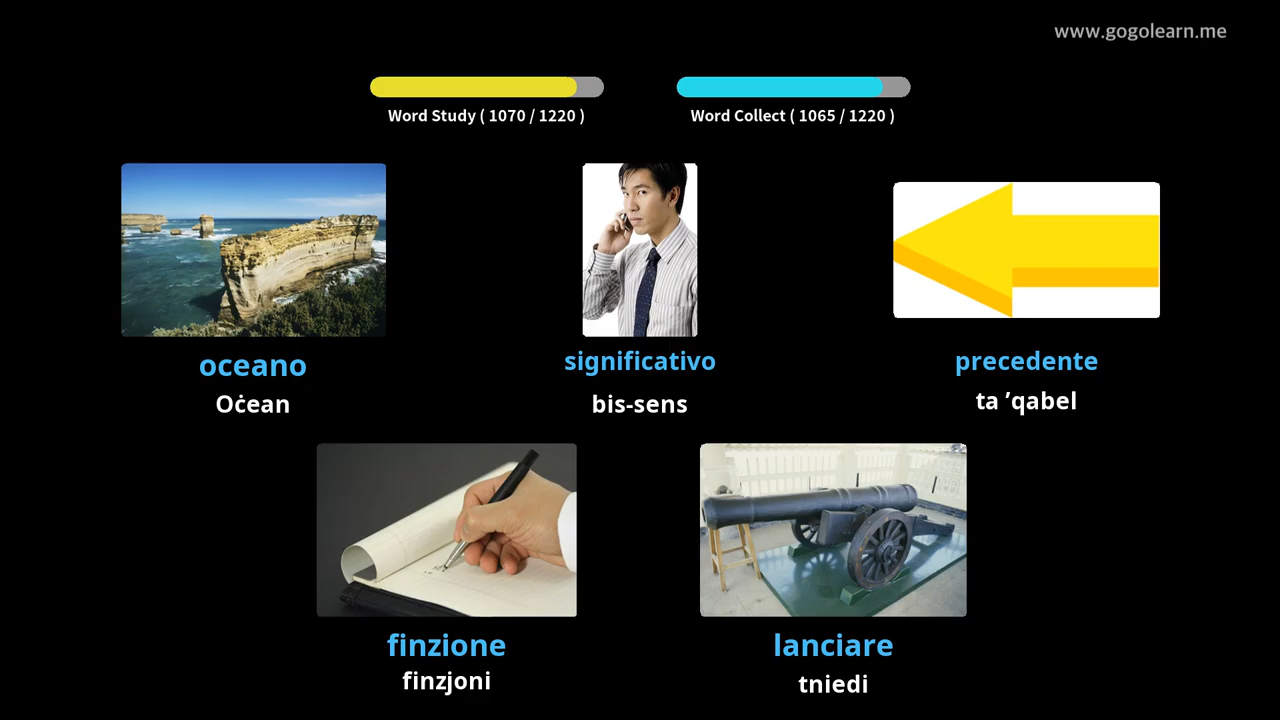 www.gogolearn.me
Word Study ( 1070 / 1220 )
Word Collect ( 1065 / 1220 )
oceano
significativo
precedente
Oċean
bis-sens
ta ’qabel
finzione
lanciare
finzjoni
tniedi